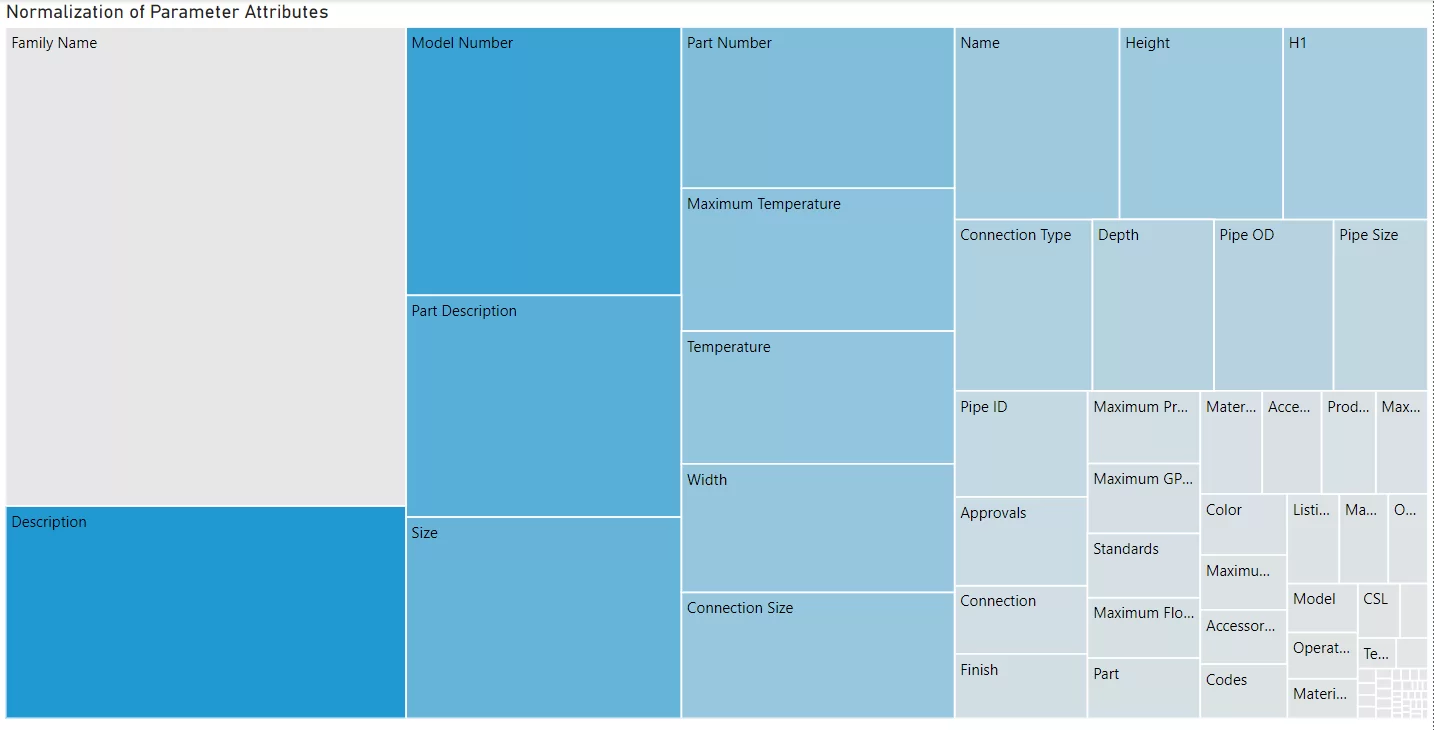 Normalization of Parameter Attributes
Family Name
Description
Model Number
Part Description
Size
Part Number
Maximum Temperature
Temperature
Width
Connection Size
Name
Height
H1
Connection Type
Depth
Pipe OD
Pipe Size
Pipe ID
Approvals
Connection
Finish
Maximum Pr...
Maximum GP...
Standards
Maximum Flo...
Part
Mater...
Acce...
Prod...
Max...
Color
Maximu...
Accessor...
Codes
Listi...
Ma...
O...
Model
Operat...
Materi...
CSL
Te...